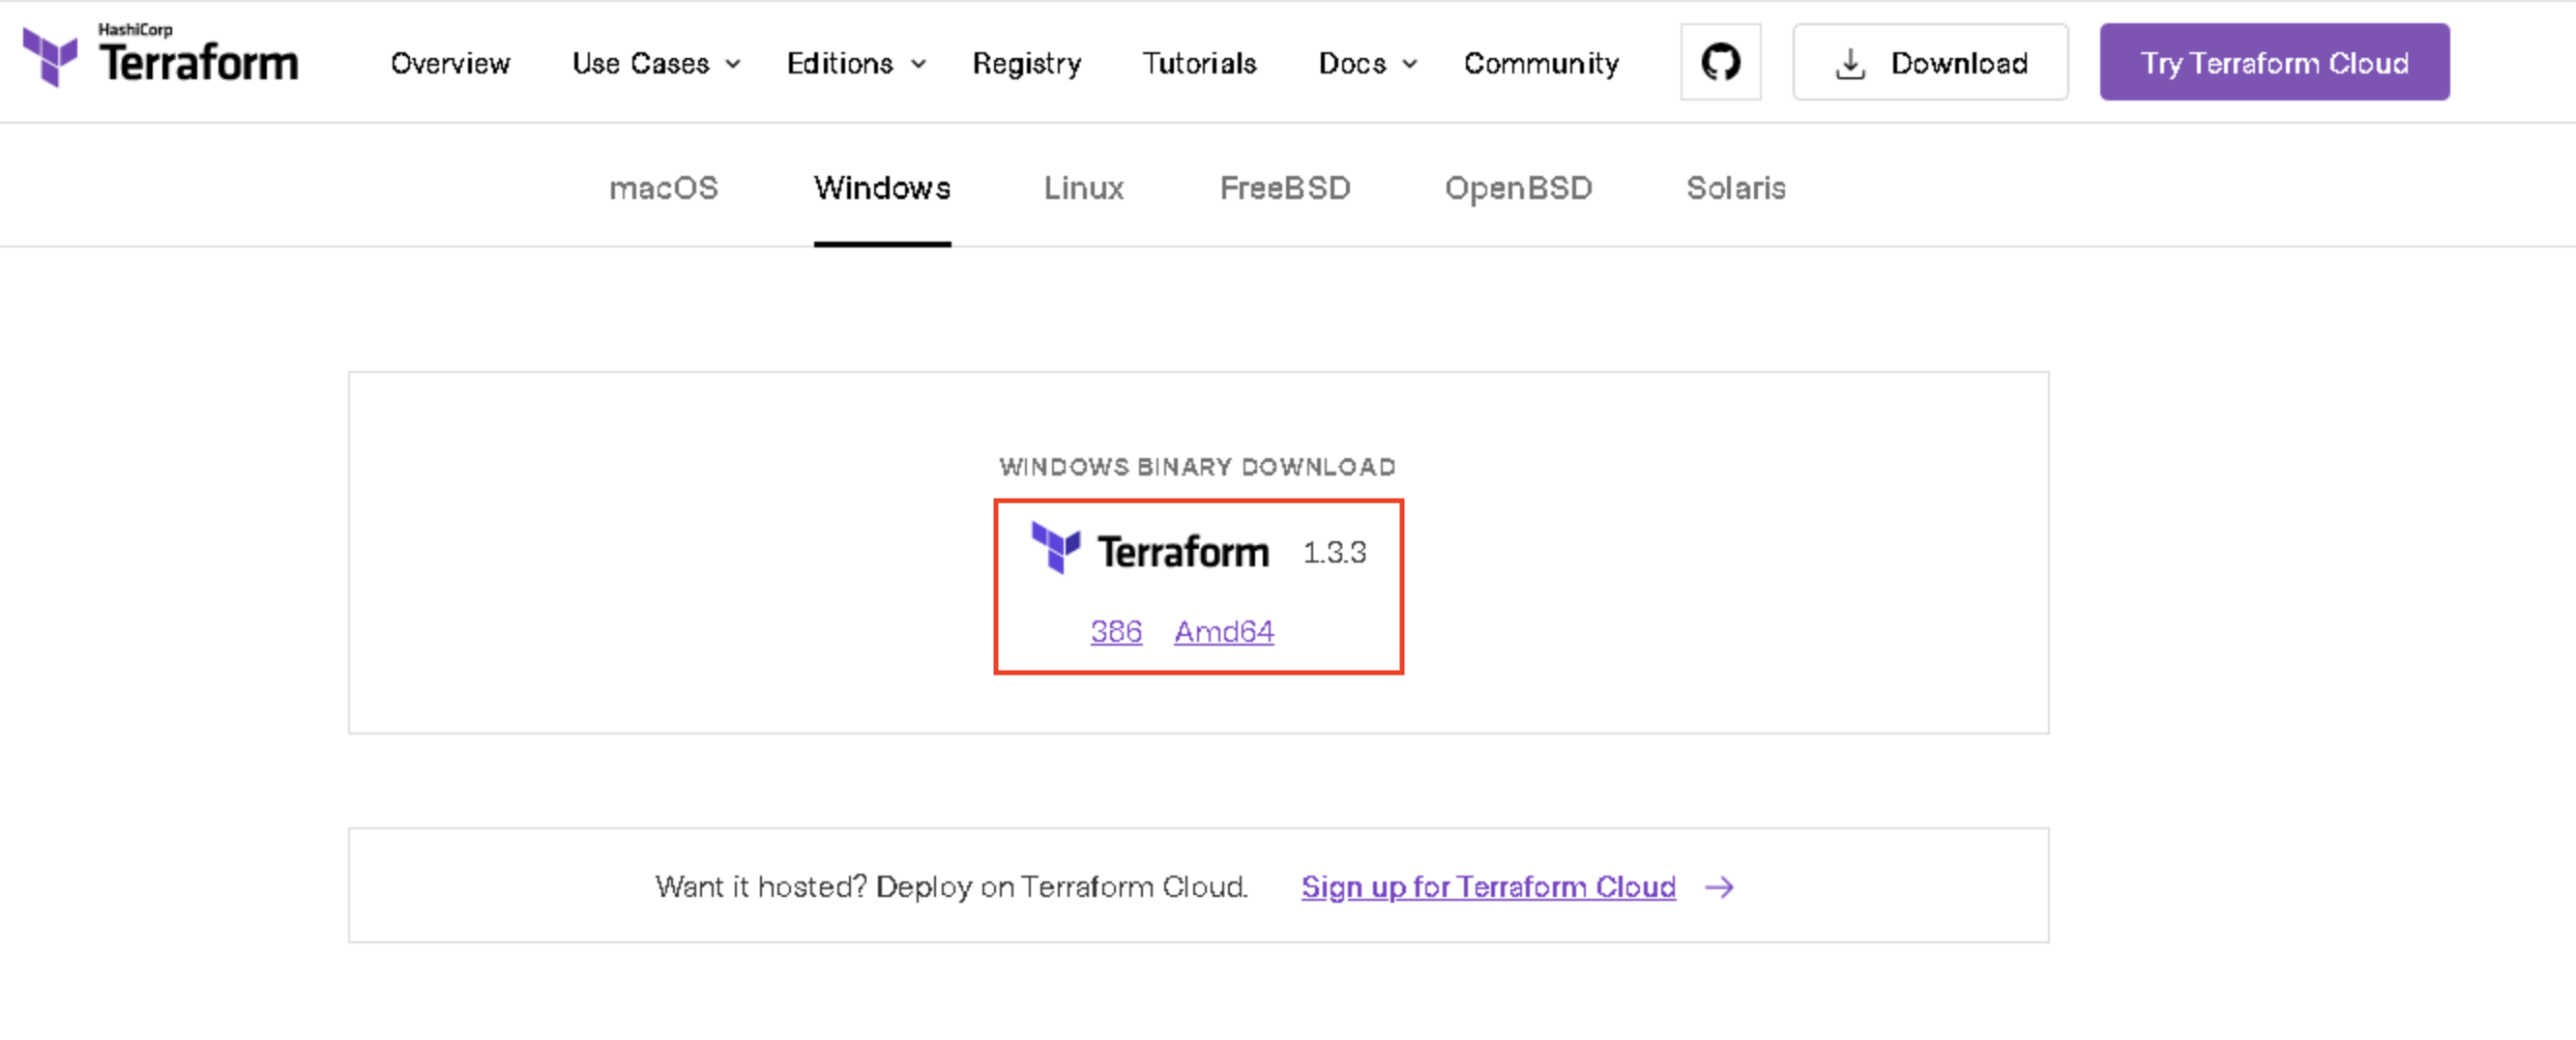 HashiCorp
Terraform
Overview Use Cases Editions Registry Tutorials Docs Community Download Try Terraform Cloud
macOS Windows Linux FreeBSD OpenBSD Solaris
WINDOWS BINARY DOWNLOAD
Terraform 1.3.3
386 Amd64
Want it hosted? Deploy on Terraform Cloud. Sign up for Terraform Cloud →